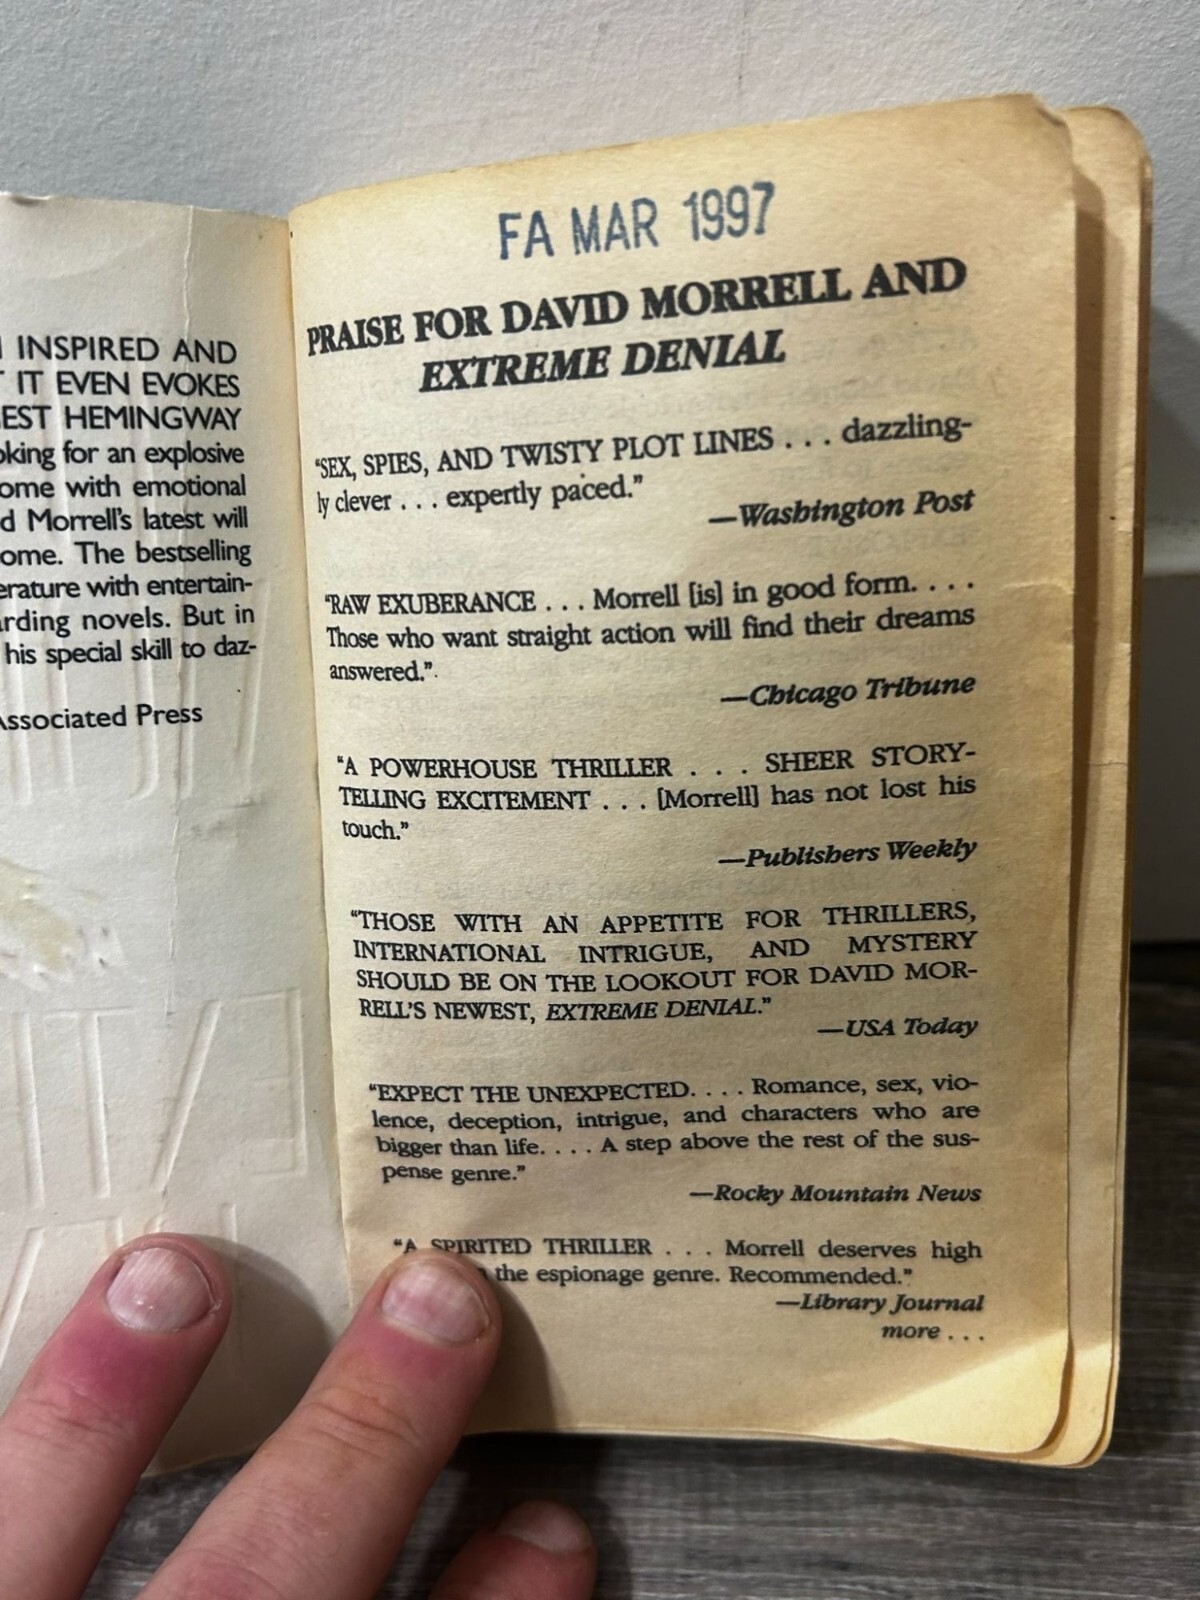 INSPIRED AND
IT EVEN EVOKES
HEMINGWAY
for an explosive
with emotional
Morrell's latest will
The bestselling
with entertain-
novels. But in
his special skill to daz-
Associated Press
FA MAR 1997
PRAISE FOR DAVID MORRELL AND
EXTREME DENIAL
"SEX, SPIES, AND TWISTY PLOT LINES . . . dazzling-
ly clever . . . expertly paced."
—Washington Post
"RAW EXUBERANCE . . . Morrell [is] in good form. . . .
Those who want straight action will find their dreams
answered."
—Chicago Tribune
"A POWERHOUSE THRILLER . . . SHEER STORY-
TELLING EXCITEMENT . . . [Morrell] has not lost his
touch."
—Publishers Weekly
"THOSE WITH AN APPETITE FOR THRILLERS,
INTERNATIONAL INTRIGUE, AND MYSTERY
SHOULD BE ON THE LOOKOUT FOR DAVID MOR-
RELL'S NEWEST, EXTREME DENIAL."
—USA Today
"EXPECT THE UNEXPECTED. . . . Romance, sex, vio-
lence, deception, intrigue, and characters who are
bigger than life. . . . A step above the rest of the sus-
pense genre."
—Rocky Mountain News
"A SPIRITED THRILLER . . . Morrell deserves high
the espionage genre. Recommended."
—Library Journal
more . . .